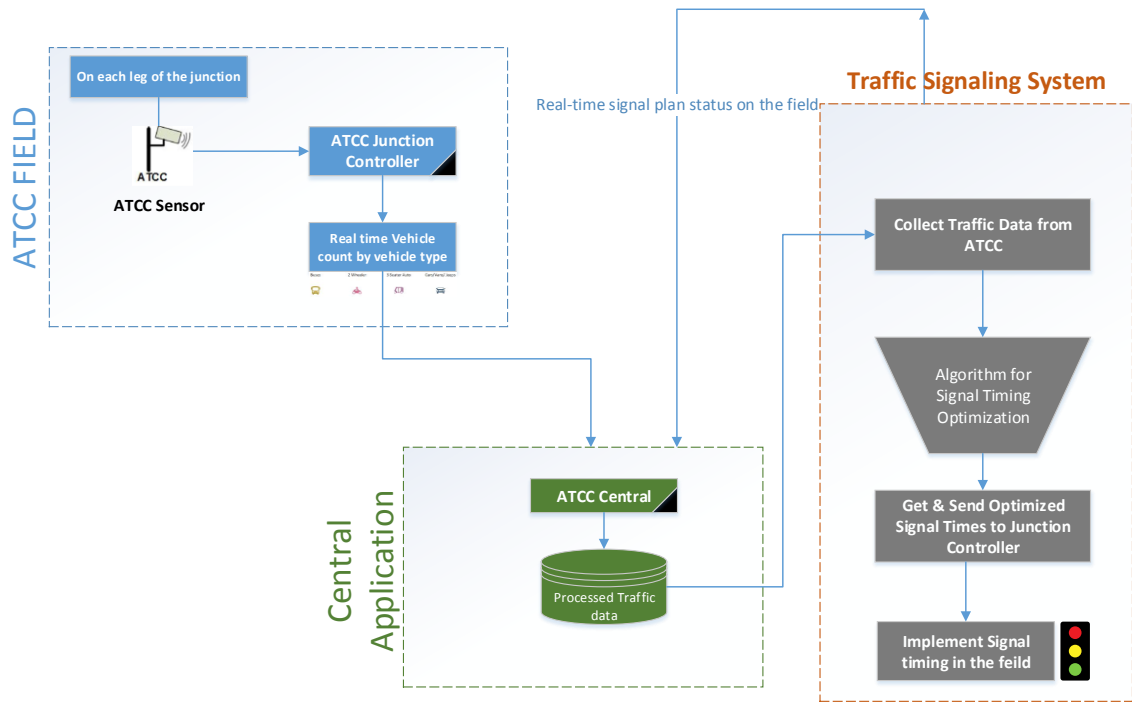 On each leg of the junction
ATCC FIELD
ATCC
ATCC Sensor
ATCC Junction
Controller
Real time Vehicle
count by vehicle type
Buses
2 Wheeler
Real-time signal plan status on the field
Traffic Signaling System
Collect Traffic Data from
ATCC
Algorithm for
Signal Timing
Optimization
Get & Send Optimized
Signal Times to Junction
Controller
Implement Signal
timing in the feild
Central
Application
ATCC Central
Processed Traffic
data